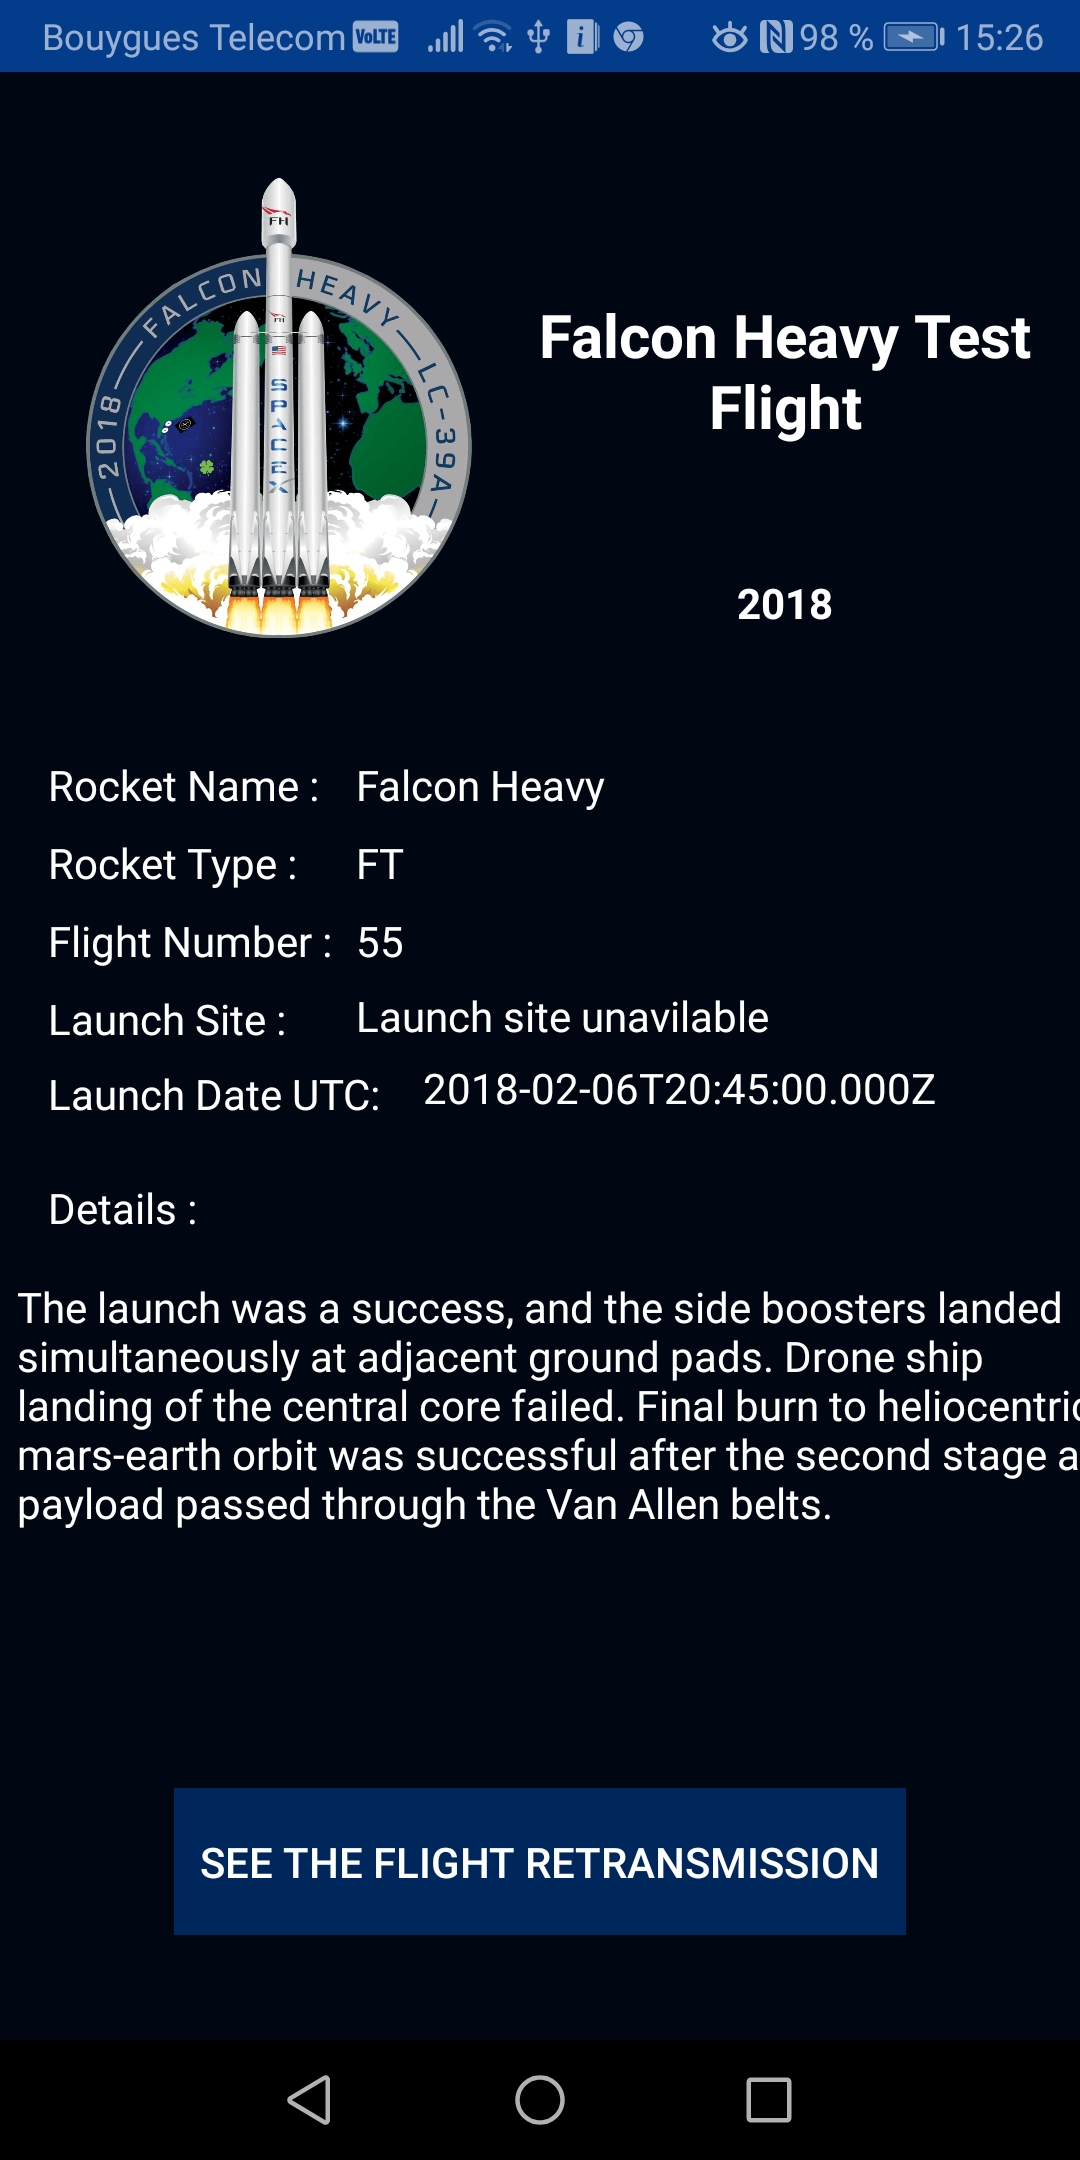 Bouygues Telecom VoLTE 98 % 15:26
FH
FALCON HEAVY
2018 LC-39A
FH
SPACEX
Falcon Heavy Test
Flight
2018
Rocket Name : Falcon Heavy
Rocket Type : FT
Flight Number : 55
Launch Site : Launch site unavilable
Launch Date UTC: 2018-02-06T20:45:00.000Z
Details :
The launch was a success, and the side boosters landed
simultaneously at adjacent ground pads. Drone ship
landing of the central core failed. Final burn to heliocentric
mars-earth orbit was successful after the second stage a
payload passed through the Van Allen belts.
SEE THE FLIGHT RETRANSMISSION